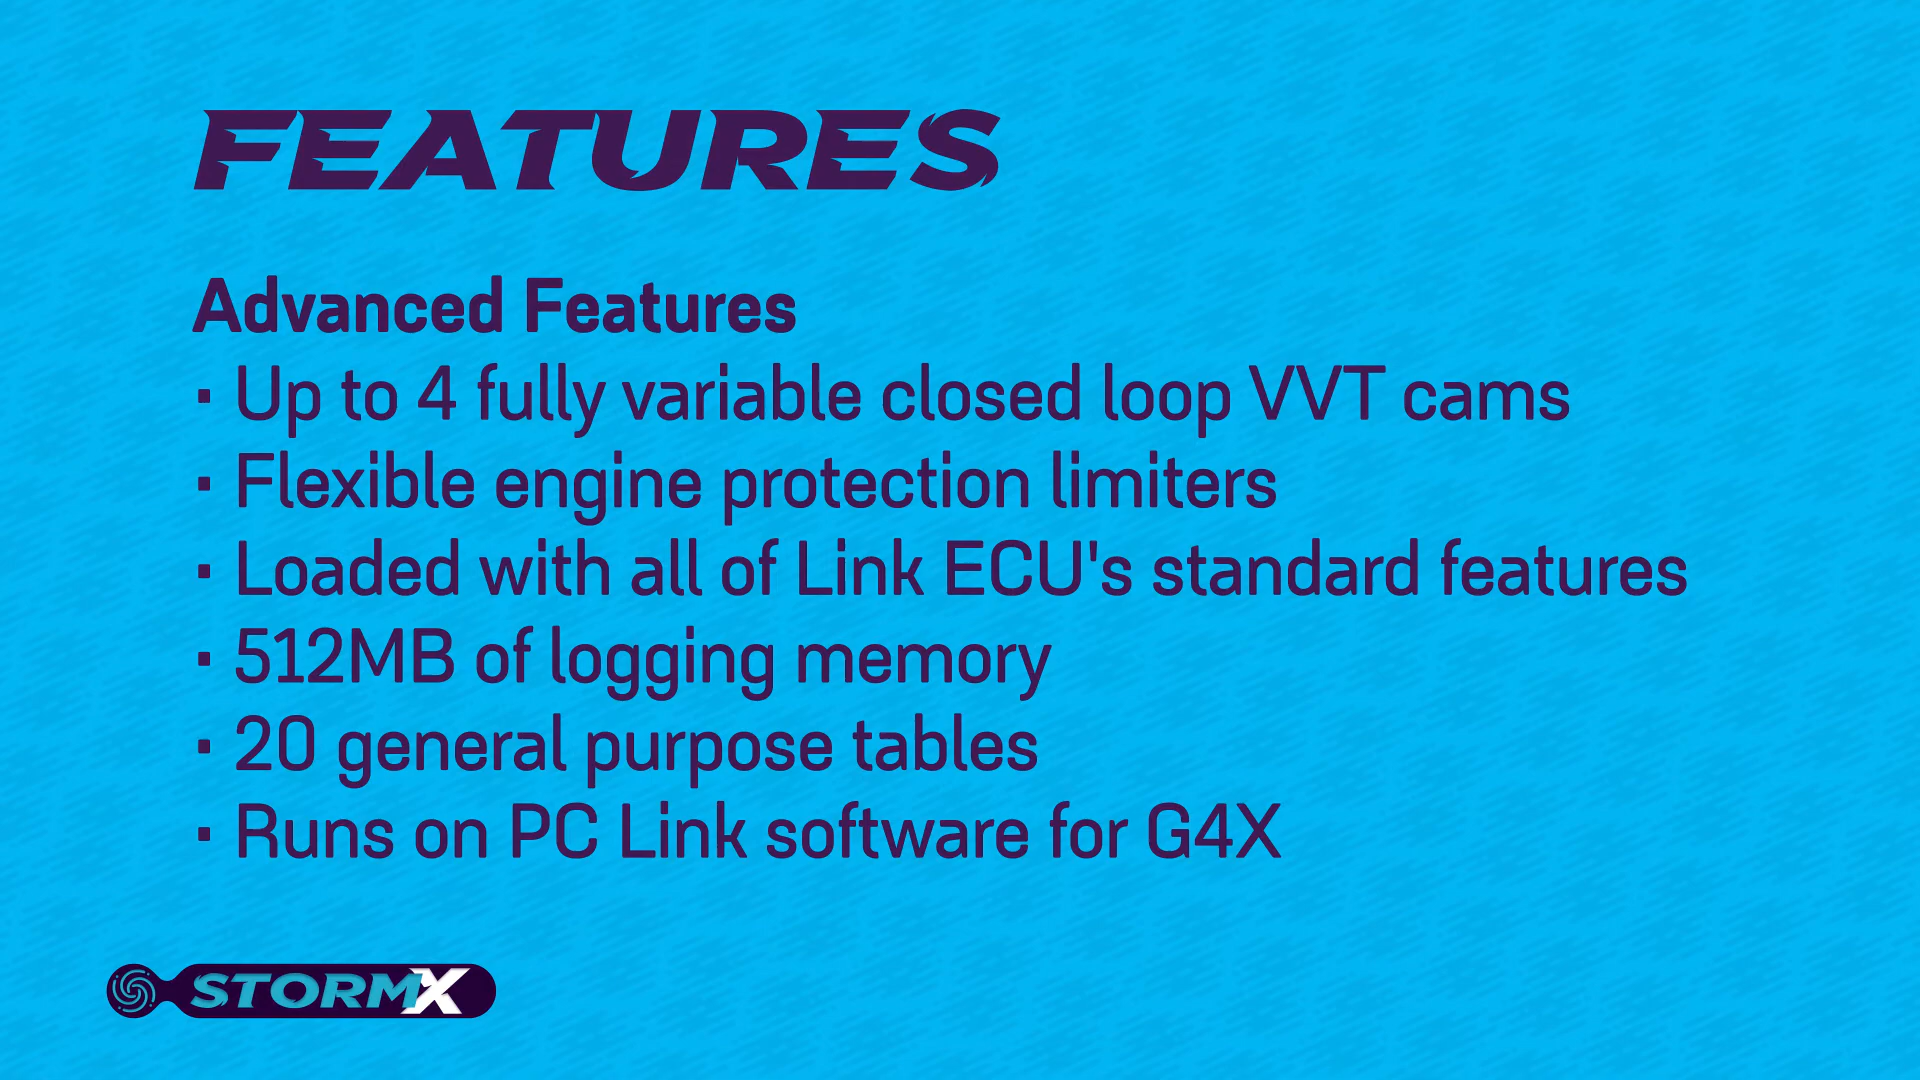 FEATURES
Advanced Features
· Up to 4 fully variable closed loop VVT cams
· Flexible engine protection limiters
· Loaded with all of Link ECU's standard features
· 512MB of logging memory
· 20 general purpose tables
· Runs on PC Link software for G4X
STORMX